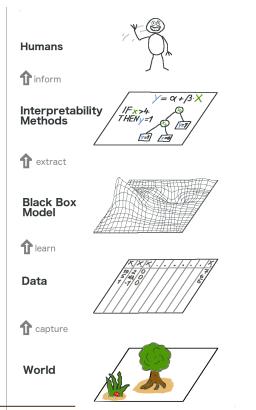 Humans
inform
Interpretability
Methods
Y = α + β·X
IF x>4
THEN y=1
extract
Black Box
Model
learn
Data
capture
World